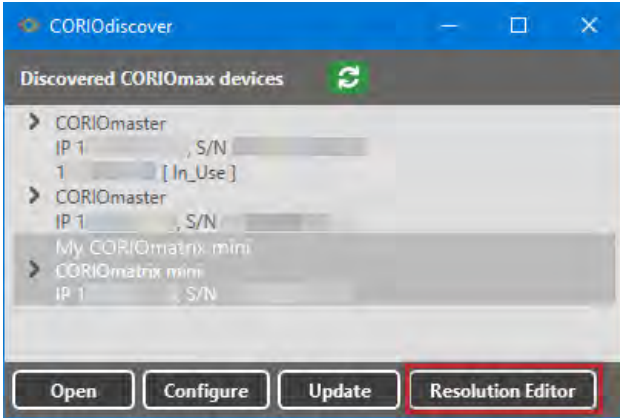 CORIOdiscover
Discovered CORIOmax devices
CORIOmaster
IP 1 , S/N
1 [ In_Use ]
CORIOmaster
IP 1 , S/N
My CORIOmatrix mini
CORIOmatrix mini
IP 1 , S/N
Open Configure Update Resolution Editor